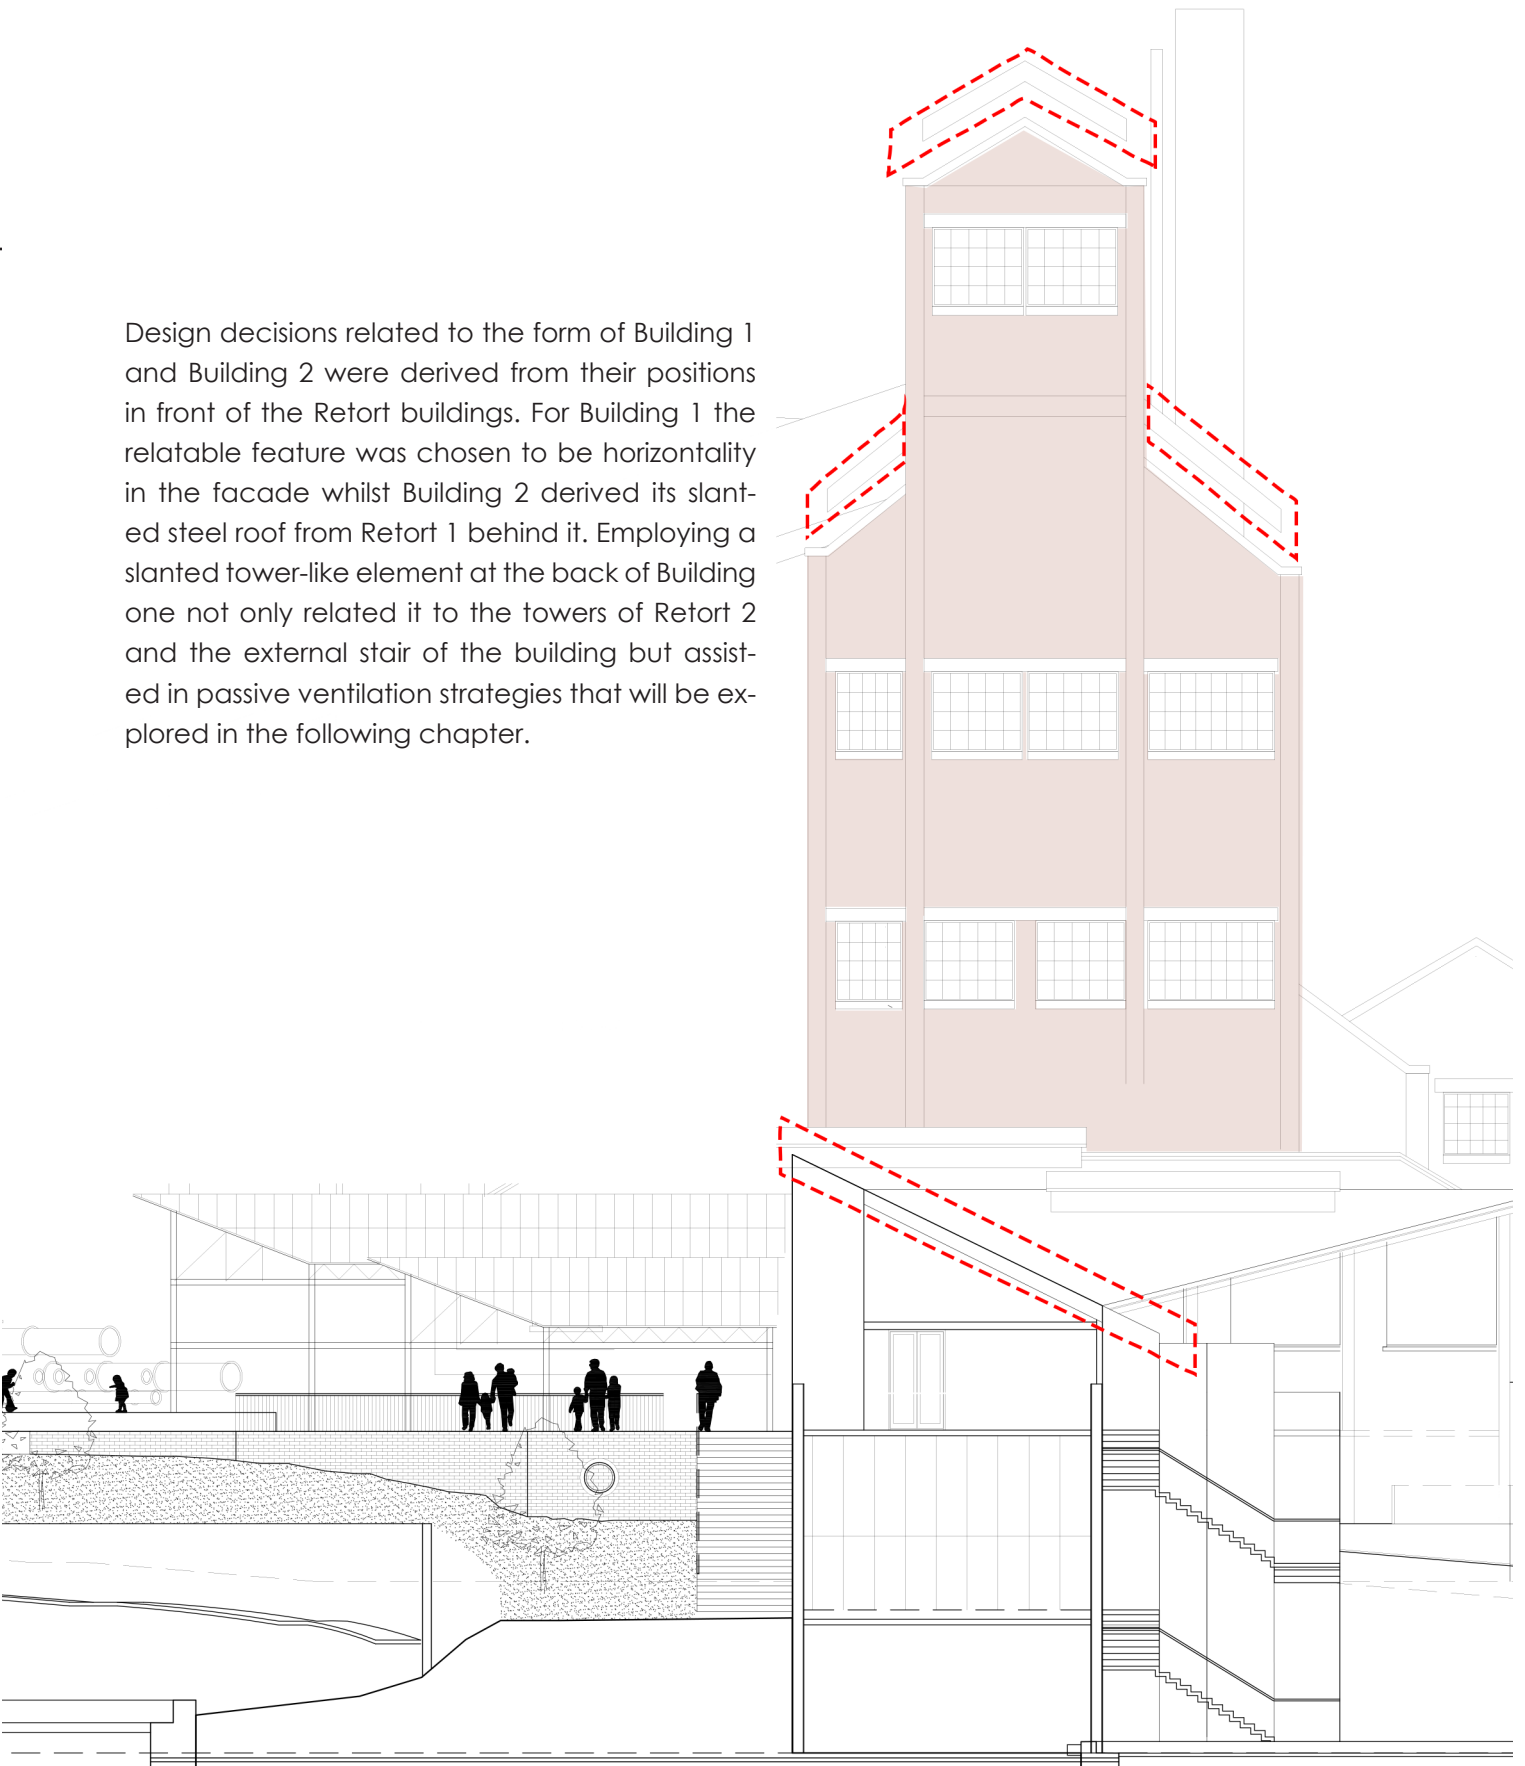 Design decisions related to the form of Building 1
and Building 2 were derived from their positions
in front of the Retort buildings. For Building 1 the
relatable feature was chosen to be horizontality
in the facade whilst Building 2 derived its slant-
ed steel roof from Retort 1 behind it. Employing a
slanted tower-like element at the back of Building
one not only related it to the towers of Retort 2
and the external stair of the building but assist-
ed in passive ventilation strategies that will be ex-
plored in the following chapter.